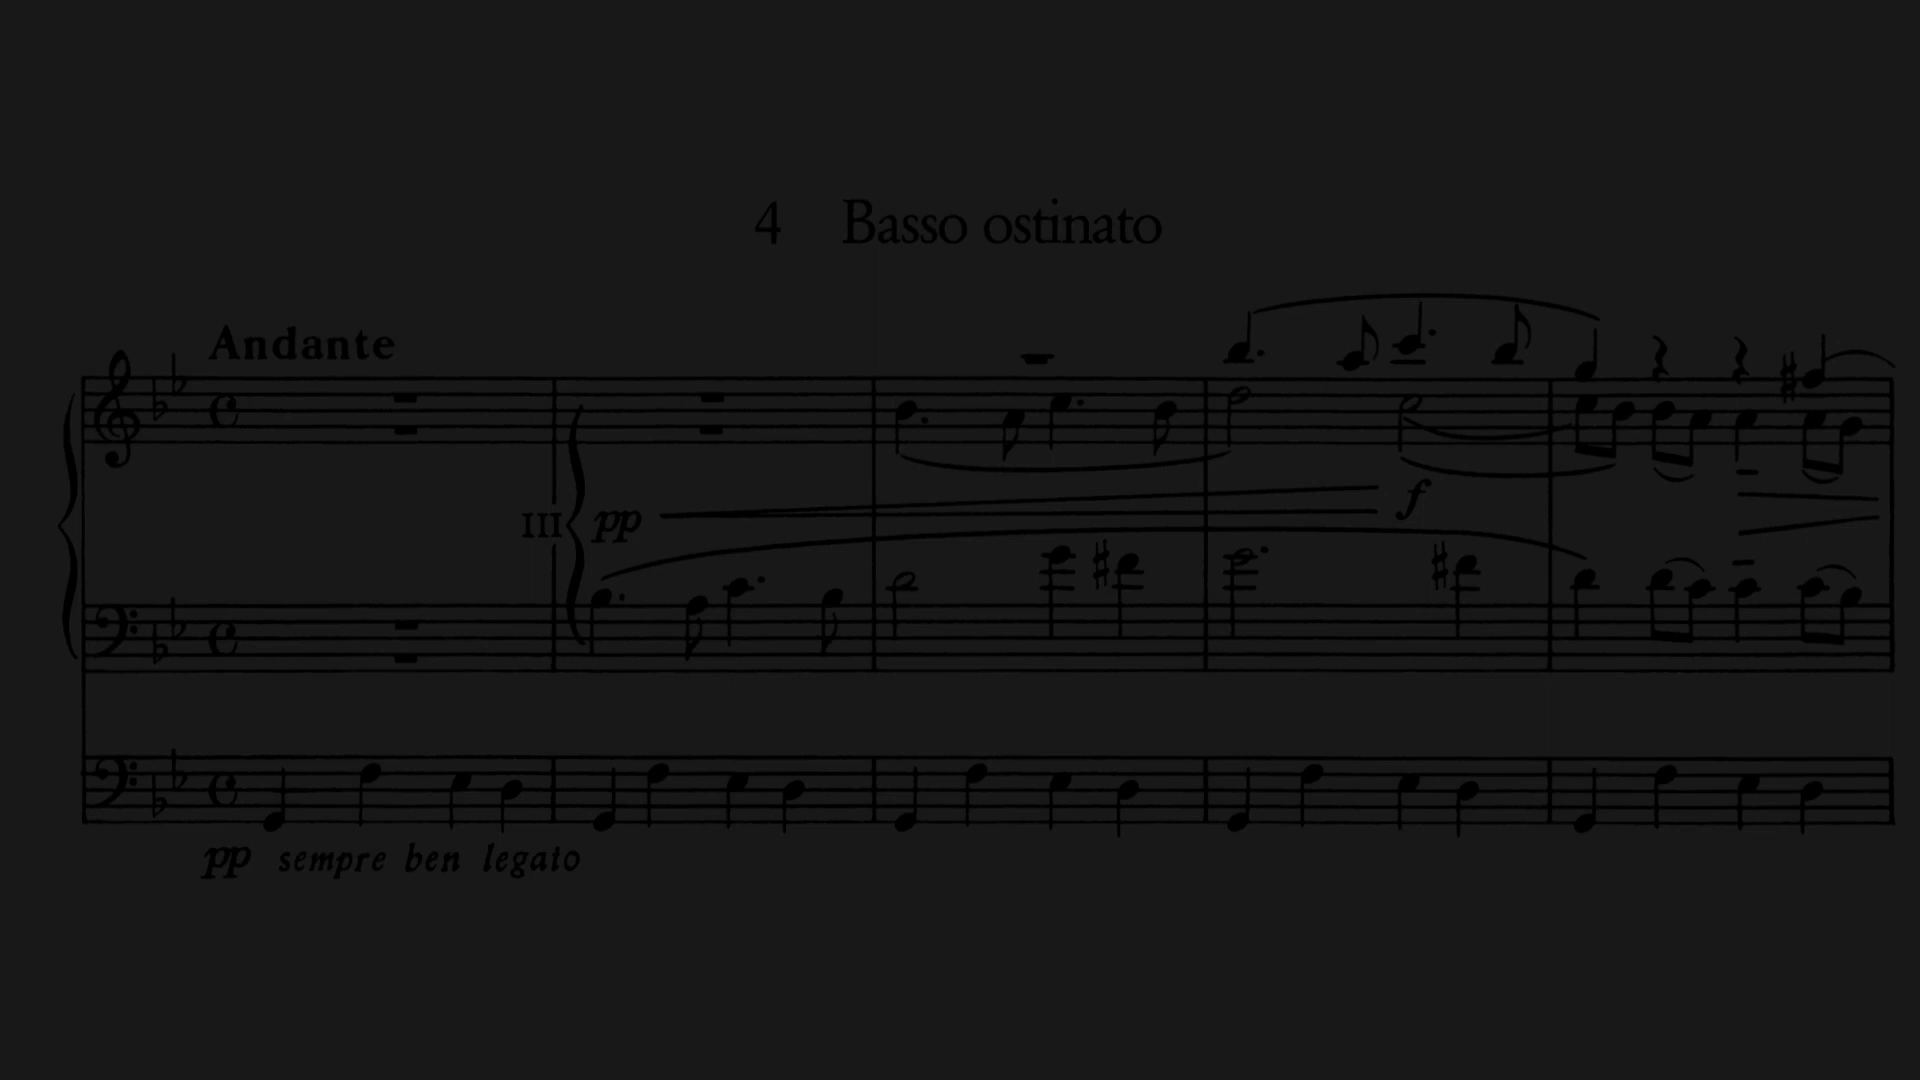 4 Basso ostinato
Andante
III pp f
pp sempre ben legato